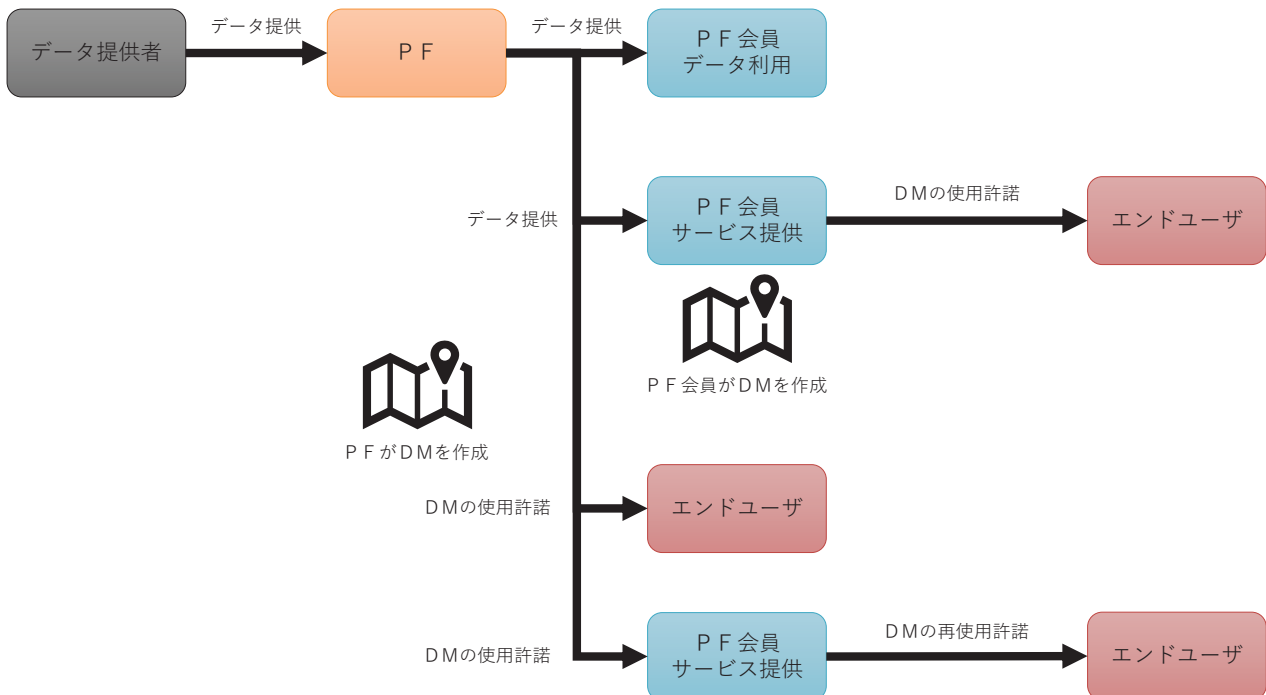 データ提供
データ提供
データ提供者
ＰＦ
ＰＦ会員
データ利用
データ提供
ＰＦ会員
サービス提供
ＤＭの使用許諾
エンドユーザ
ＰＦ会員がＤＭを作成
ＰＦがＤＭを作成
ＤＭの使用許諾
エンドユーザ
ＤＭの使用許諾
ＰＦ会員
サービス提供
ＤＭの再使用許諾
エンドユーザ